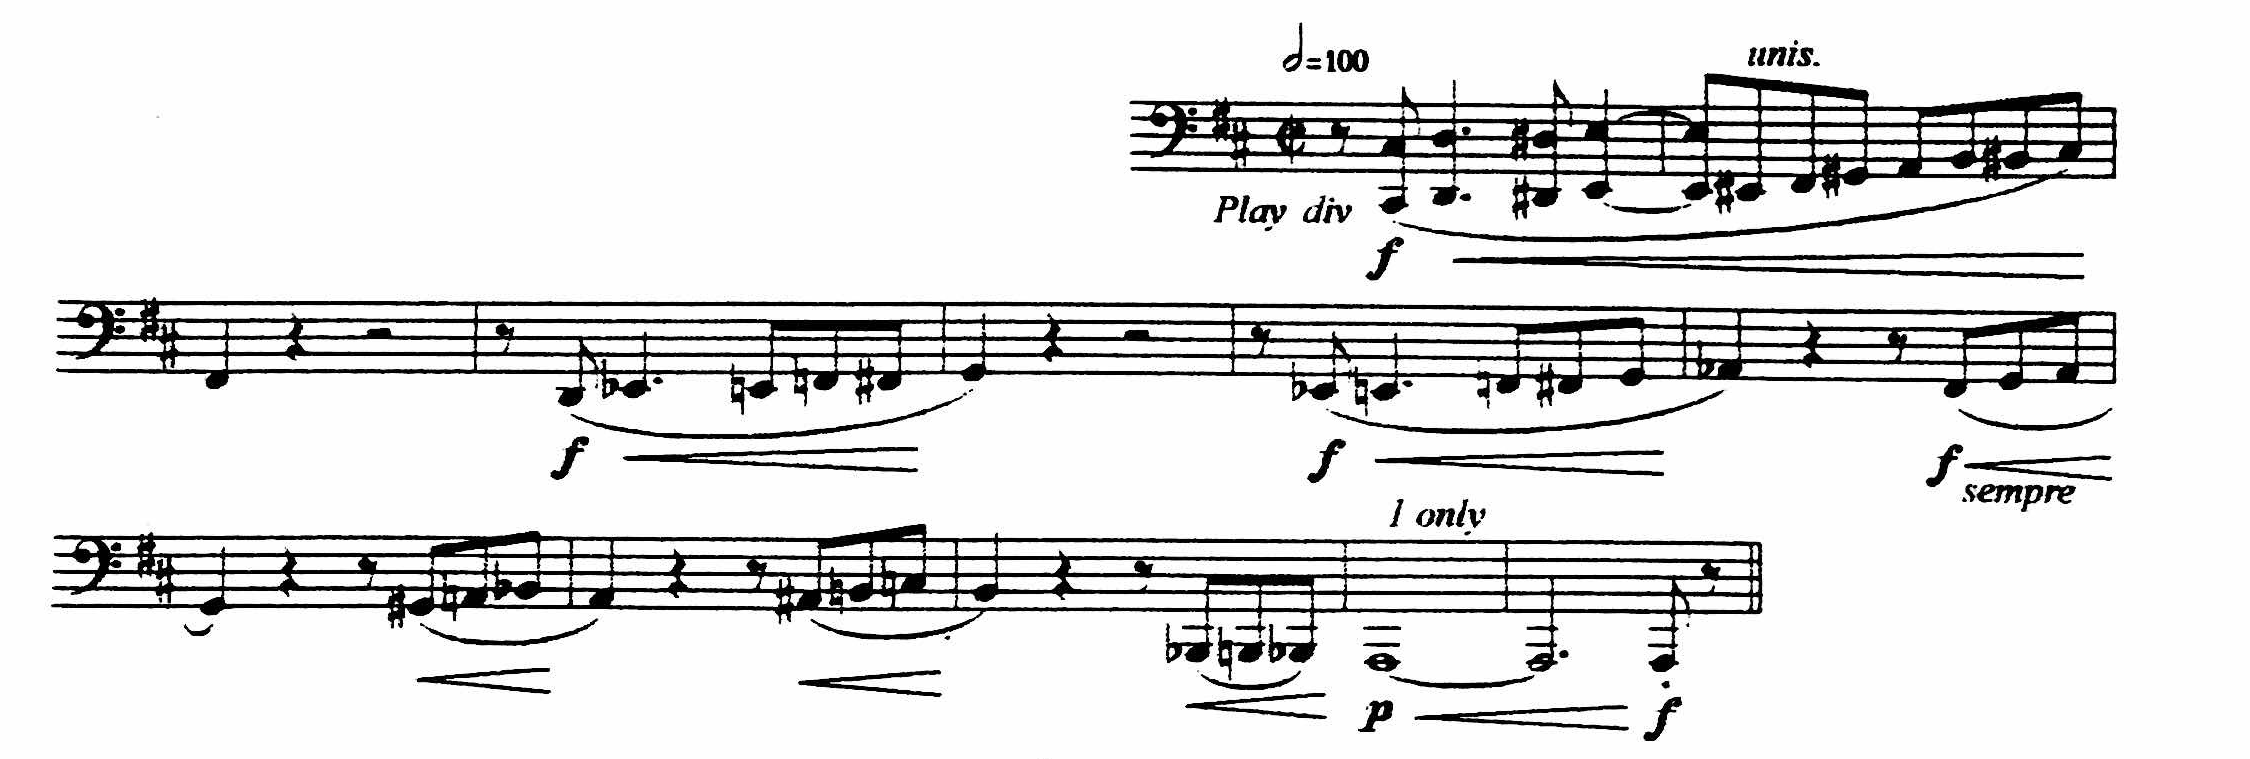 =100
unis.
Play div
f
f
f
f
sempre
1 only
p
f